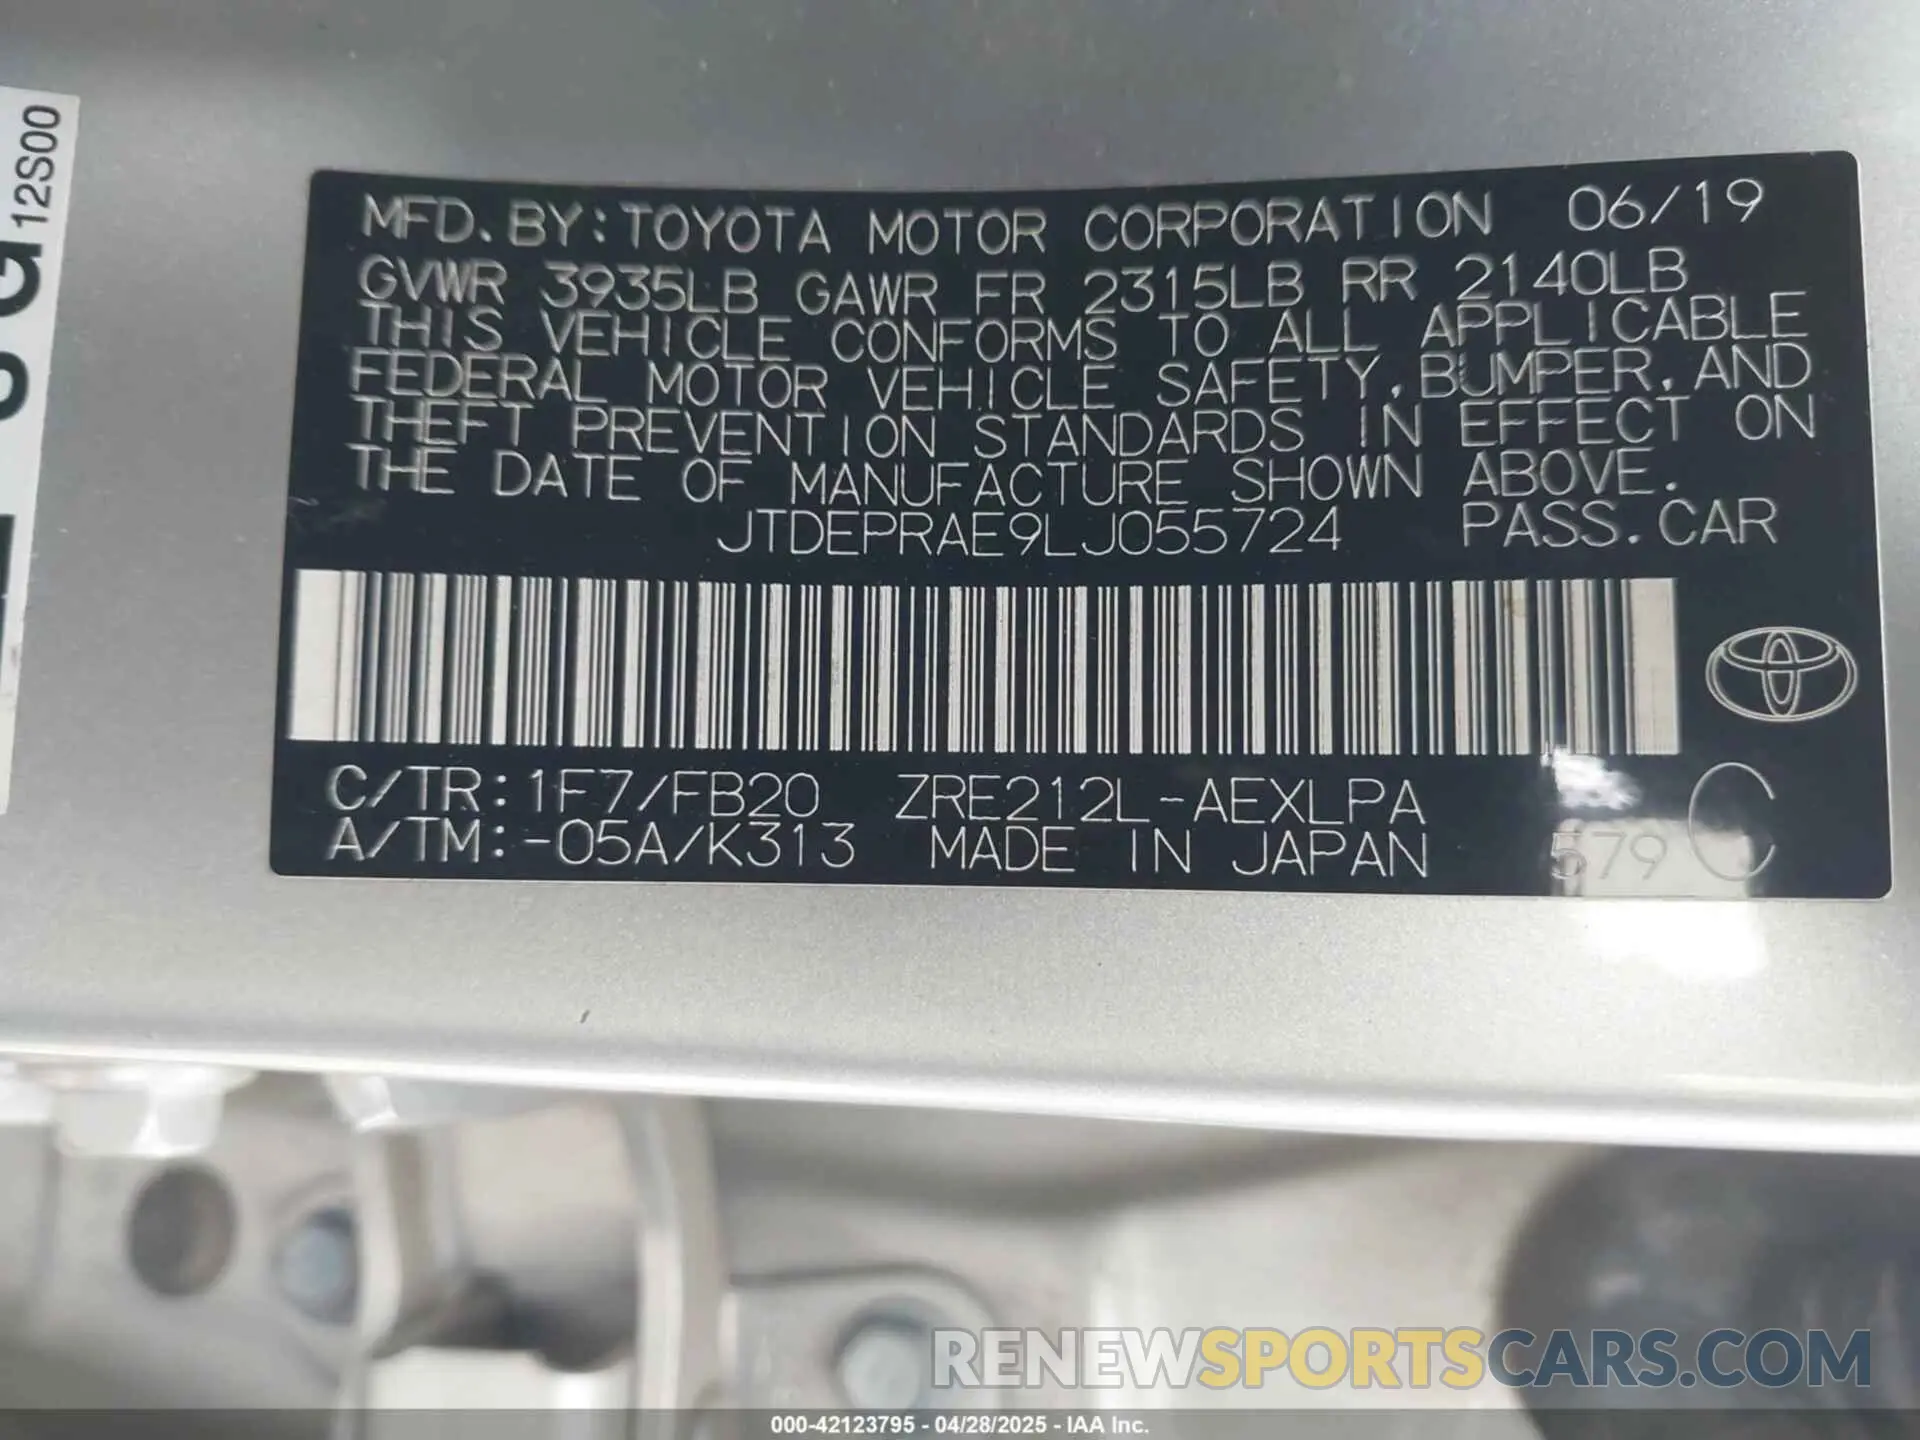 12S00
G
MFD. BY: TOYOTA MOTOR CORPORATION 06/19
GVWR 3935LB GAWR FR 2315LB RR 2140LB
THIS VEHICLE CONFORMS TO ALL APPLICABLE
FEDERAL MOTOR VEHICLE SAFETY, BUMPER, AND
THEFT PREVENTION STANDARDS IN EFFECT ON
THE DATE OF MANUFACTURE SHOWN ABOVE.
JTDEPRAE9LJ055724 PASS. CAR
C/TR: 1F7/FB20 ZRE212L-AEXLPA
A/TM: -05A/K313 MADE IN JAPAN 579 C
RENEWSPORTSCARS.COM
000-42123795 - 04/28/2025 - IAA Inc.